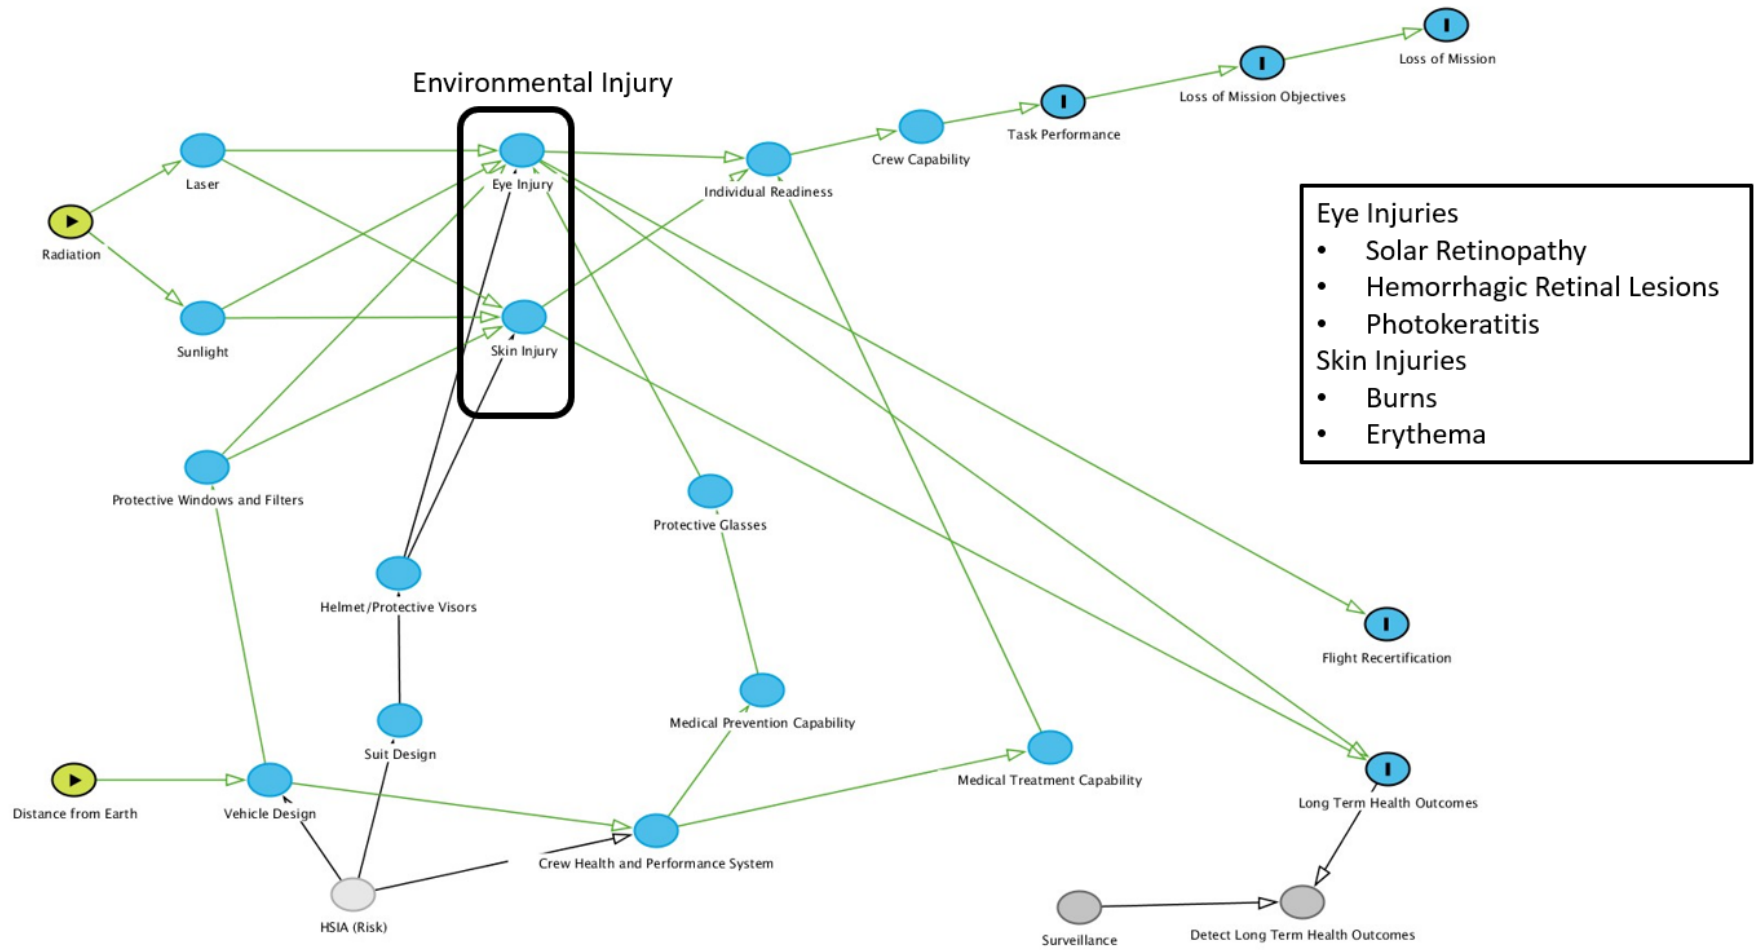 Environmental Injury
Loss of Mission
Loss of Mission Objectives
Task Performance
Crew Capability
Laser
Eye Injury
Individual Readiness
Radiation
Sunlight
Skin Injury
Eye Injuries
• Solar Retinopathy
• Hemorrhagic Retinal Lesions
• Photokeratitis
Skin Injuries
• Burns
• Erythema
Protective Windows and Filters
Protective Glasses
Helmet/Protective Visors
Flight Recertification
Medical Prevention Capability
Suit Design
Medical Treatment Capability
Distance from Earth
Vehicle Design
Long Term Health Outcomes
Crew Health and Performance System
HSIA (Risk)
Surveillance
Detect Long Term Health Outcomes